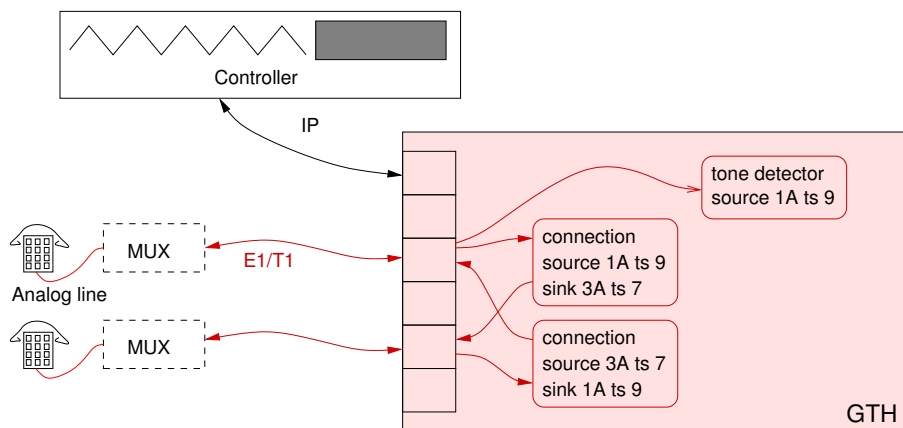 Controller
IP
tone detector
source 1A ts 9
MUX
E1/T1
Analog line
connection
source 1A ts 9
sink 3A ts 7
MUX
connection
source 3A ts 7
sink 1A ts 9
GTH